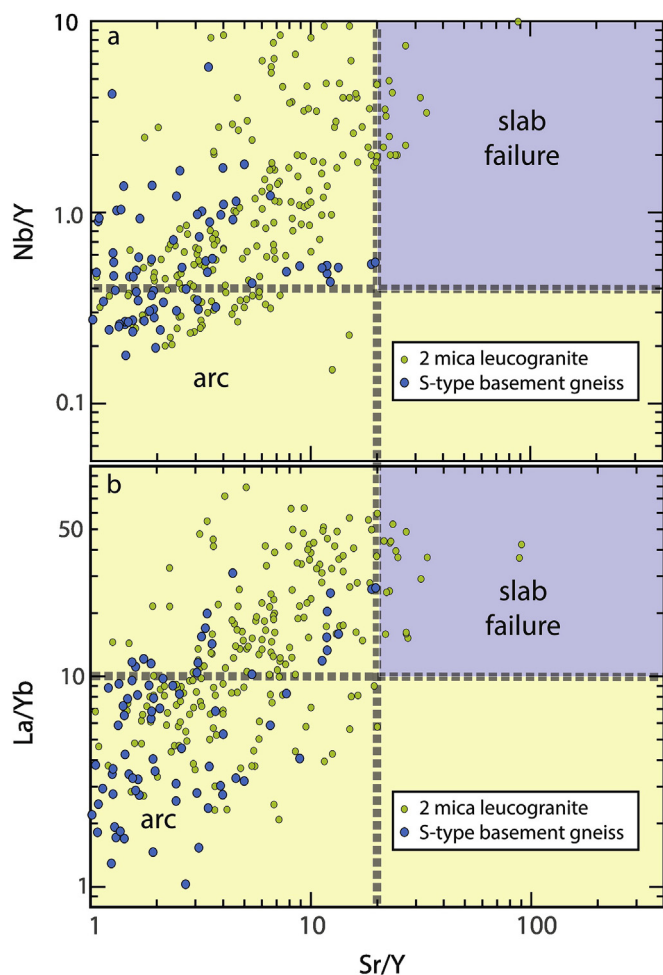 10
a
slab
failure
1.0
Nb/Y
2 mica leucogranite
S-type basement gneiss
arc
0.1
b
50
slab
failure
10
La/Yb
2 mica leucogranite
S-type basement gneiss
arc
1
1 10 100
Sr/Y